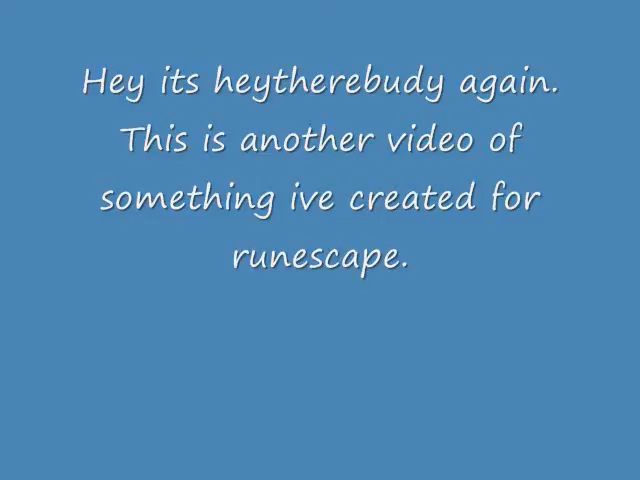 Hey its heytherebudy again.
This is another video of
something ive created for
runescape.